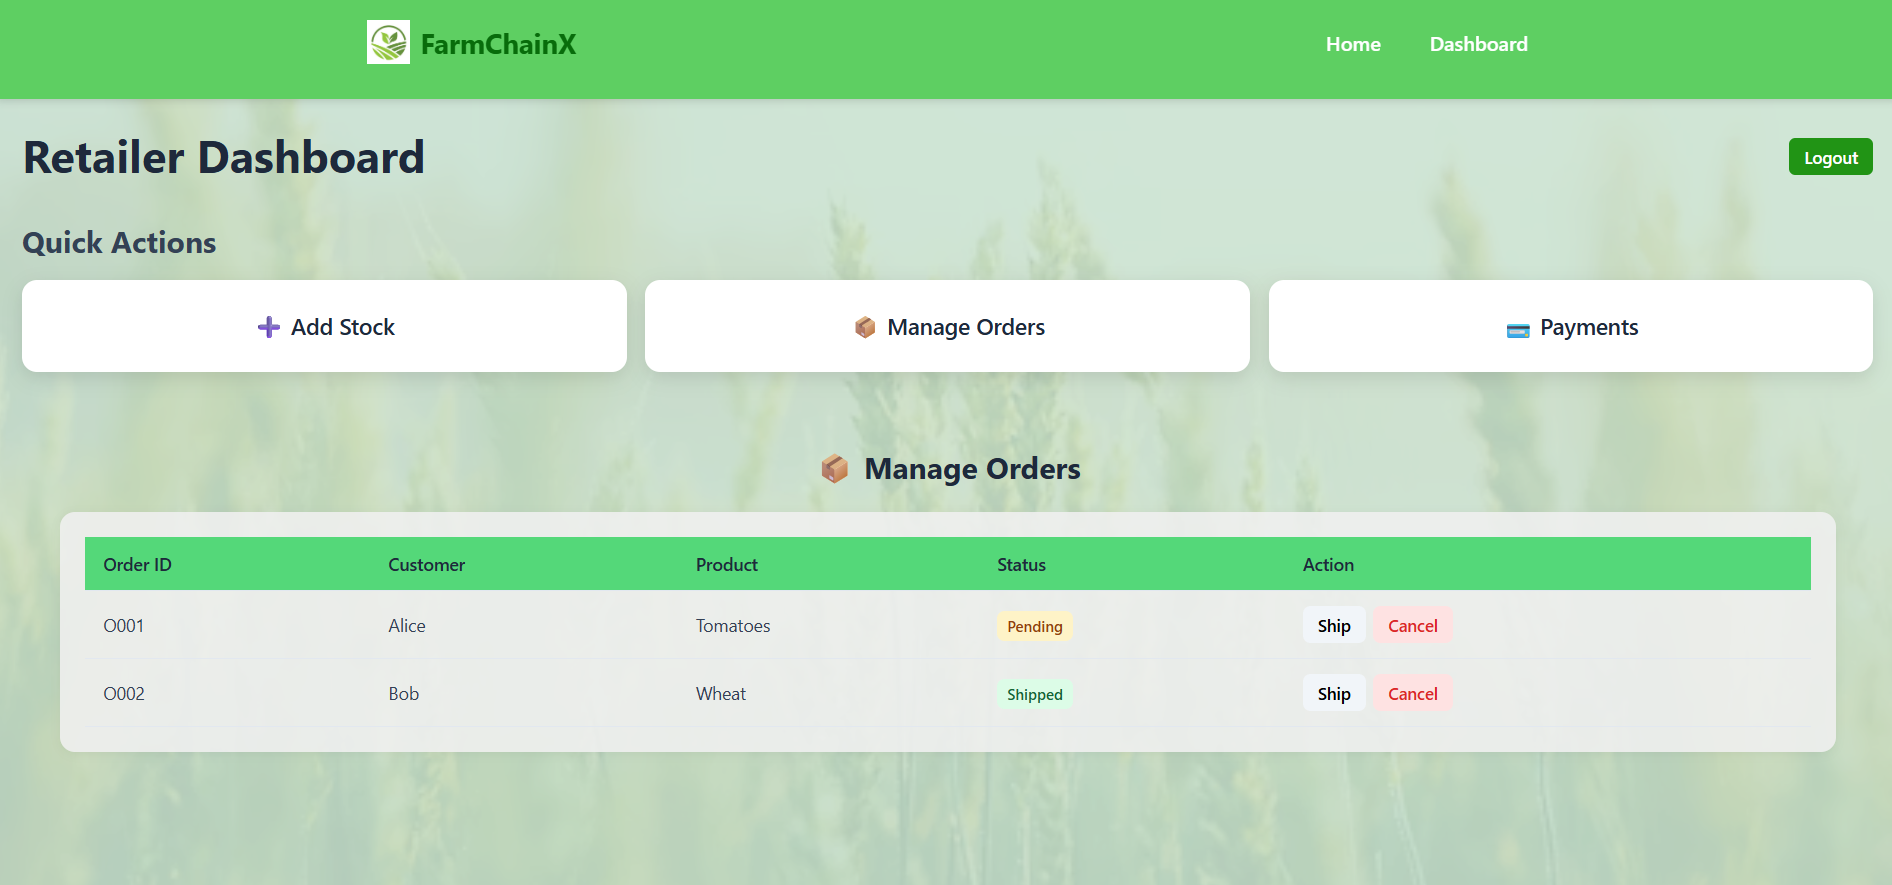 FarmChainX
Home Dashboard
Retailer Dashboard
Logout
Quick Actions
Add Stock
Manage Orders
Payments
Manage Orders
Order ID Customer Product Status Action
O001 Alice Tomatoes Pending Ship Cancel
O002 Bob Wheat Shipped Ship Cancel